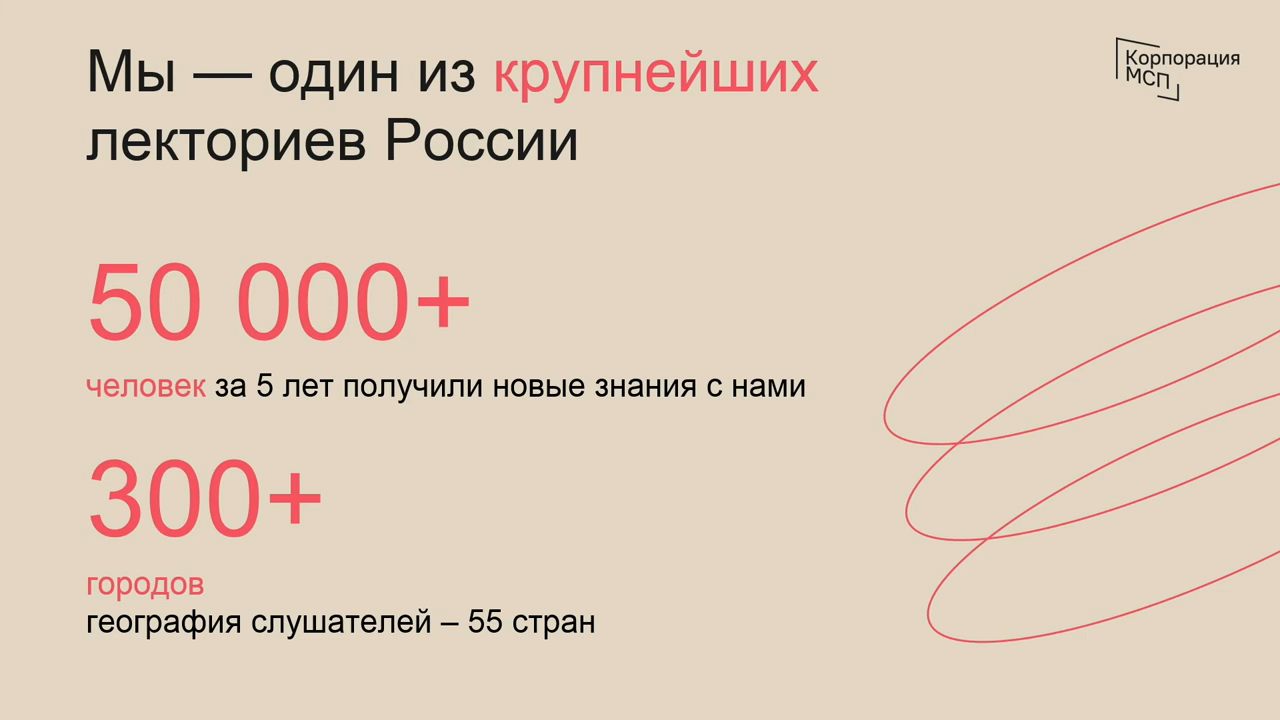 Мы — один из крупнейших
лекториев России
Корпорация
МСП
50 000+
человек за 5 лет получили новые знания с нами
300+
городов
география слушателей – 55 стран